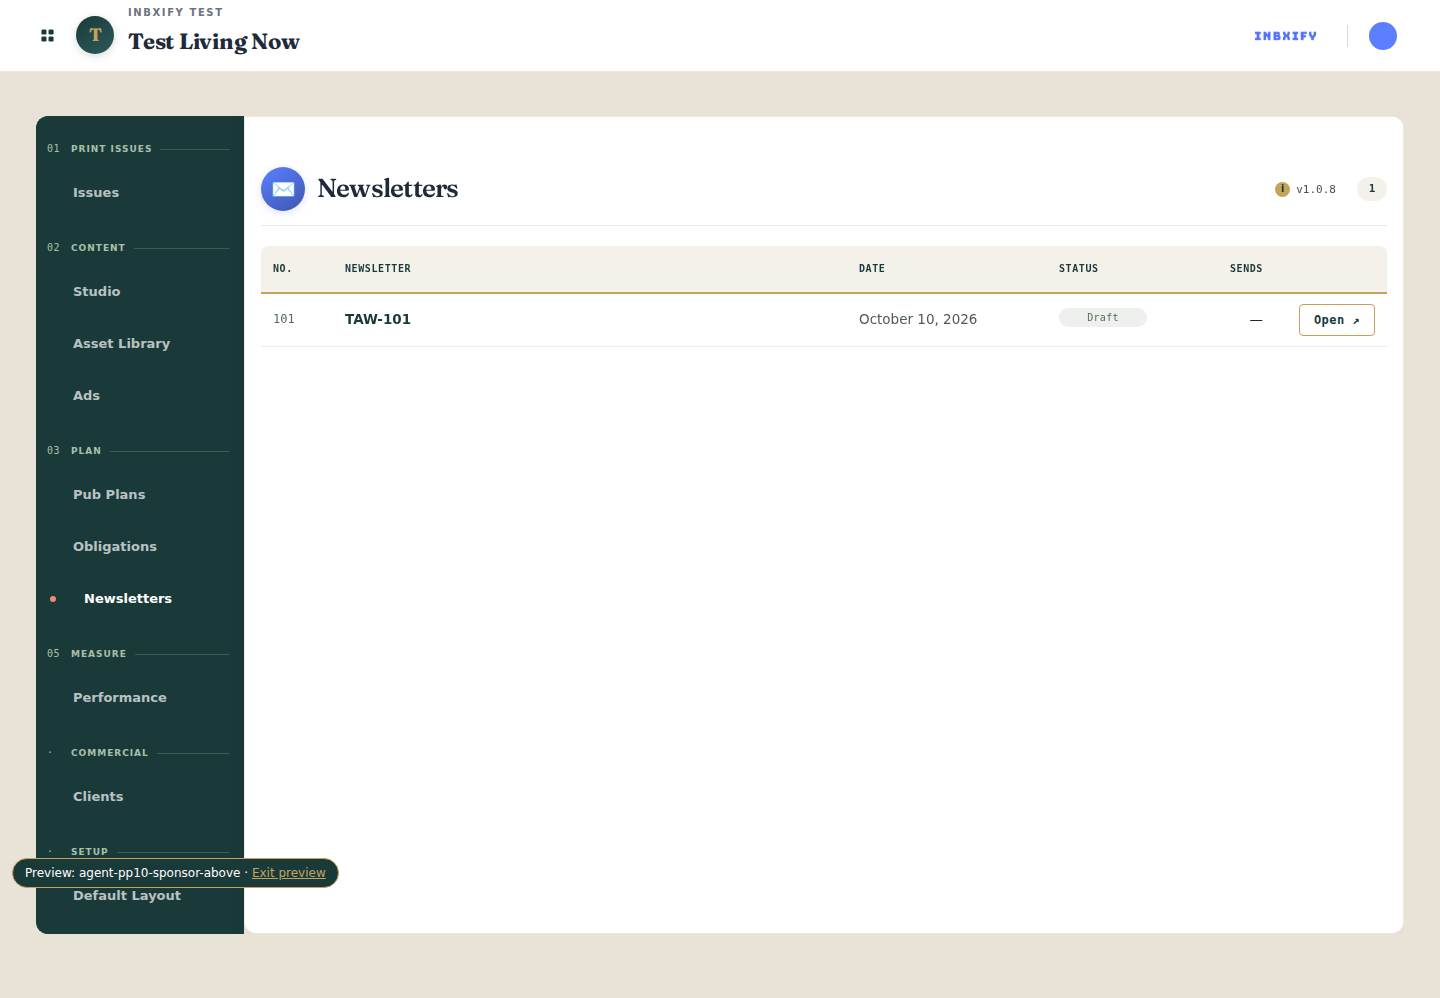 INBXIFY TEST
T
Test Living Now
INBXIFY
01 PRINT ISSUES
Issues
02 CONTENT
Studio
Asset Library
Ads
03 PLAN
Pub Plans
Obligations
Newsletters
05 MEASURE
Performance
· COMMERCIAL
Clients
· SETUP
Default Layout
Newsletters
i v1.0.8 1
NO. NEWSLETTER DATE STATUS SENDS
101 TAW-101 October 10, 2026 Draft — Open ↗
Preview: agent-pp10-sponsor-above · Exit preview